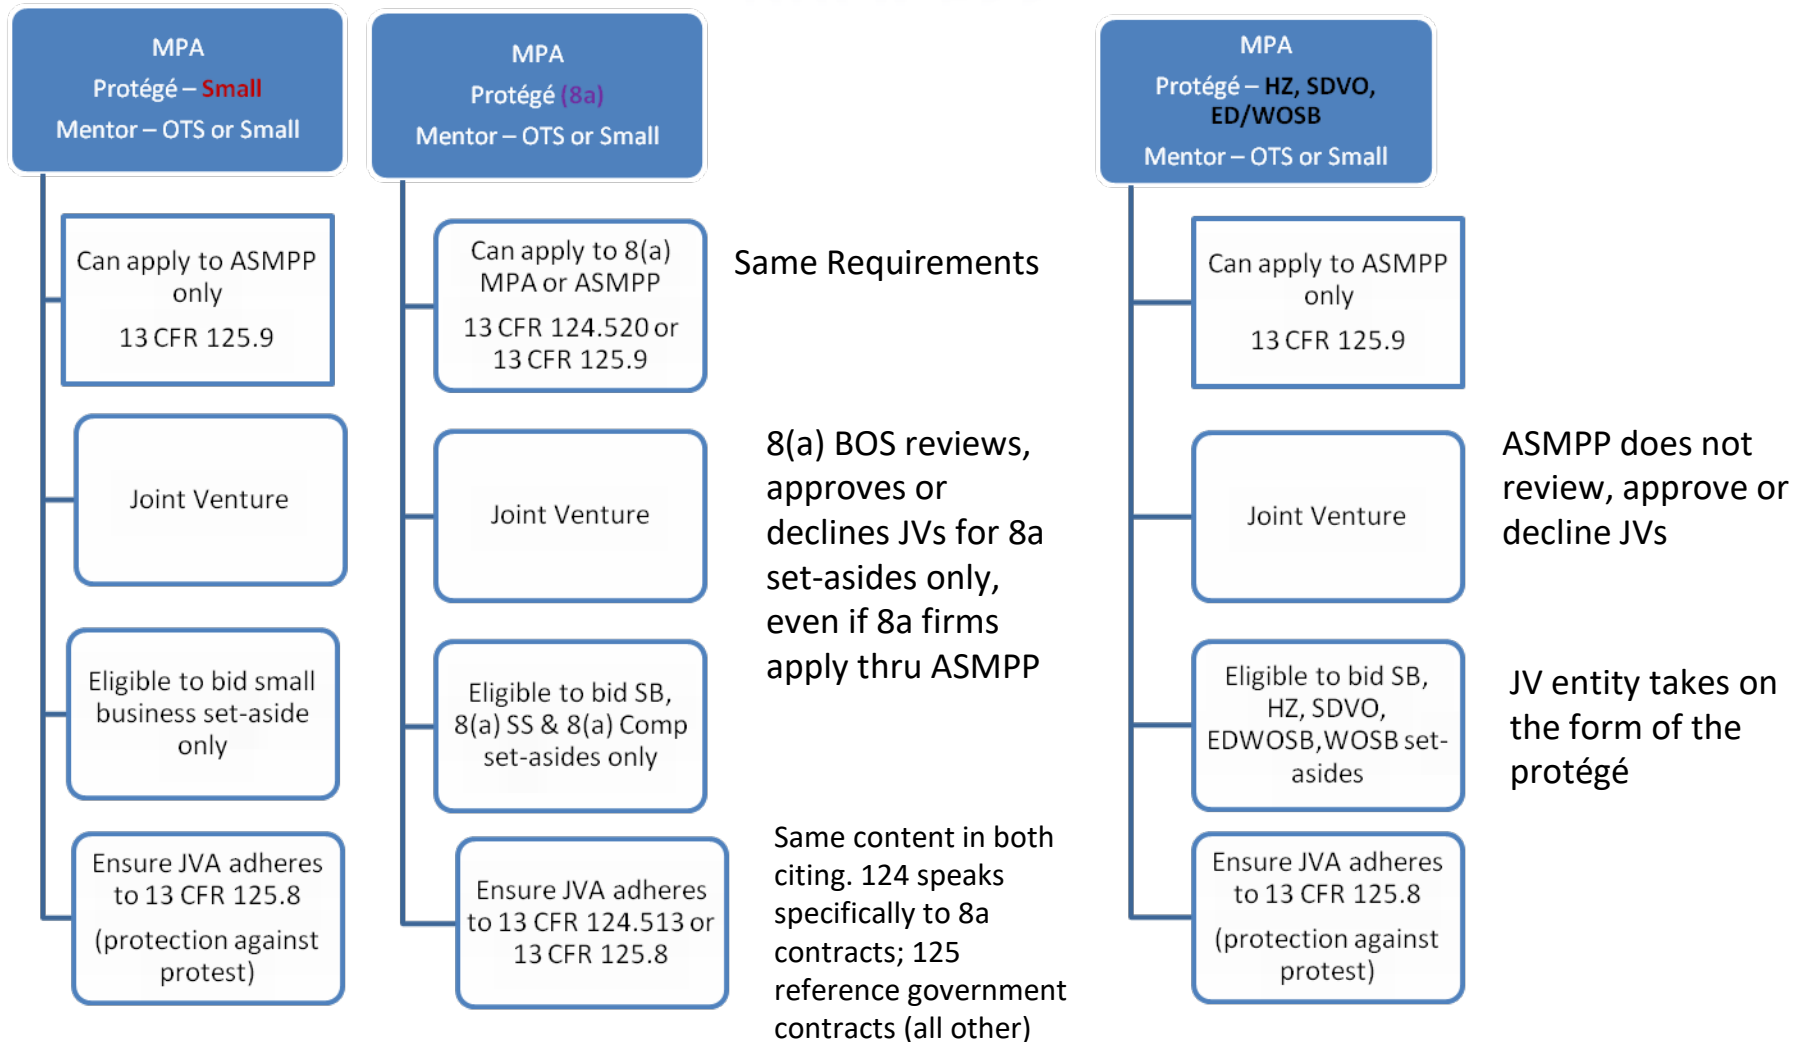 MPA
Protégé – Small
Mentor – OTS or Small
Can apply to ASMPP
only
13 CFR 125.9
Joint Venture
Eligible to bid small
business set-aside
only
Ensure JVA adheres
to 13 CFR 125.8
(protection against
protest)
MPA
Protégé (8a)
Mentor – OTS or Small
Can apply to 8(a)
MPA or ASMPP
13 CFR 124.520 or
13 CFR 125.9
Joint Venture
Eligible to bid SB,
8(a) SS & 8(a) Comp
set-asides only
Ensure JVA adheres
to 13 CFR 124.513 or
13 CFR 125.8
Same Requirements
8(a) BOS reviews,
approves or
declines JVs for 8a
set-asides only,
even if 8a firms
apply thru ASMPP
Same content in both
citing. 124 speaks
specifically to 8a
contracts; 125
reference government
contracts (all other)
MPA
Protégé – HZ, SDVO,
ED/WOSB
Mentor – OTS or Small
Can apply to ASMPP
only
13 CFR 125.9
Joint Venture
Eligible to bid SB,
HZ, SDVO,
EDWOSB,WOSB set-
asides
Ensure JVA adheres
to 13 CFR 125.8
(protection against
protest)
ASMPP does not
review, approve or
decline JVs
JV entity takes on
the form of the
protégé